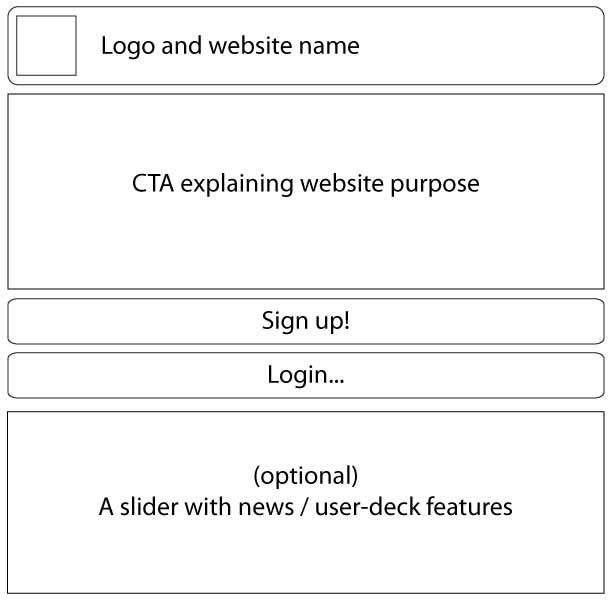 Logo and website name
CTA explaining website purpose
Sign up!
Login...
(optional)
A slider with news / user-deck features